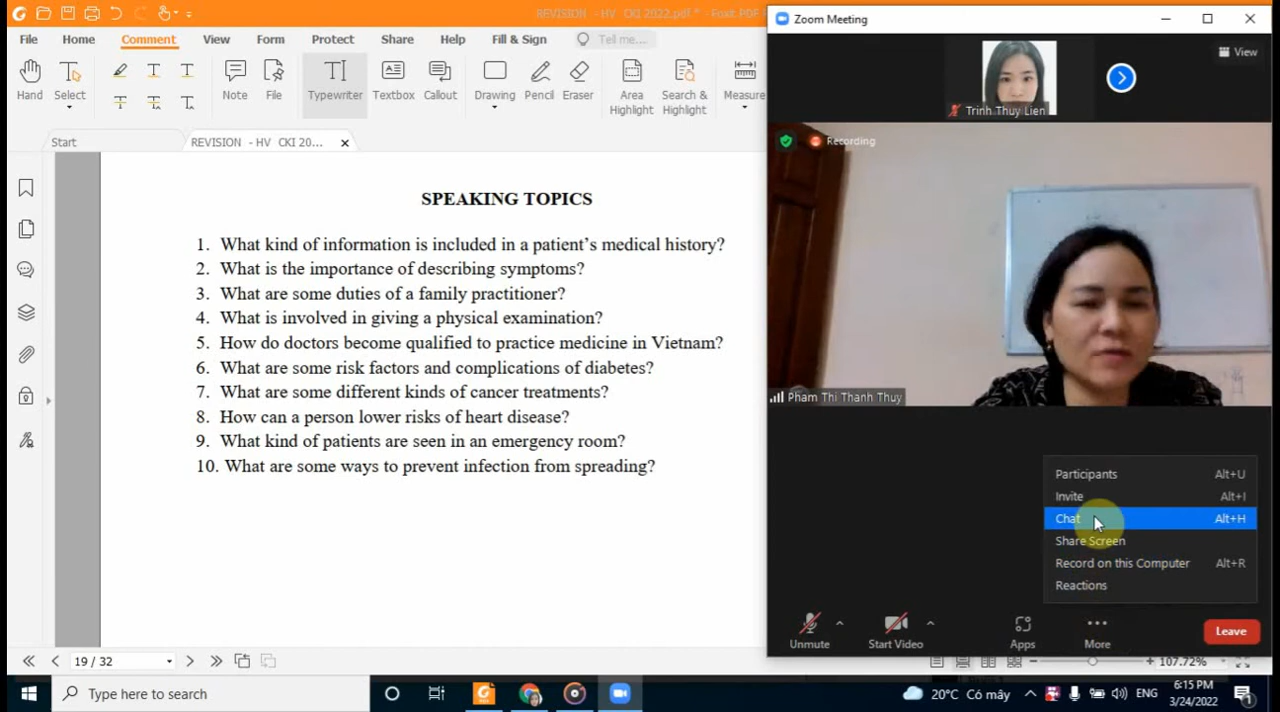 REVISION - HV CKI 2022.pdf * - Foxit PDF
File Home Comment View Form Protect Share Help Fill & Sign Tell me...
Hand Select Note File Typewriter Textbox Callout Drawing Pencil Eraser Area Highlight Search & Highlight Measure
Start REVISION - HV CKI 20...
SPEAKING TOPICS
1. What kind of information is included in a patient's medical history?
2. What is the importance of describing symptoms?
3. What are some duties of a family practitioner?
4. What is involved in giving a physical examination?
5. How do doctors become qualified to practice medicine in Vietnam?
6. What are some risk factors and complications of diabetes?
7. What are some different kinds of cancer treatments?
8. How can a person lower risks of heart disease?
9. What kind of patients are seen in an emergency room?
10. What are some ways to prevent infection from spreading?
19 / 32
107.72%
Zoom Meeting
View
Trinh Thuy Lien
Recording
Pham Thi Thanh Thuy
Participants Alt+U
Invite Alt+I
Chat Alt+H
Share Screen
Record on this Computer Alt+R
Reactions
Unmute Start Video Apps More Leave
Type here to search
20°C Có mây
ENG
6:15 PM
3/24/2022
1